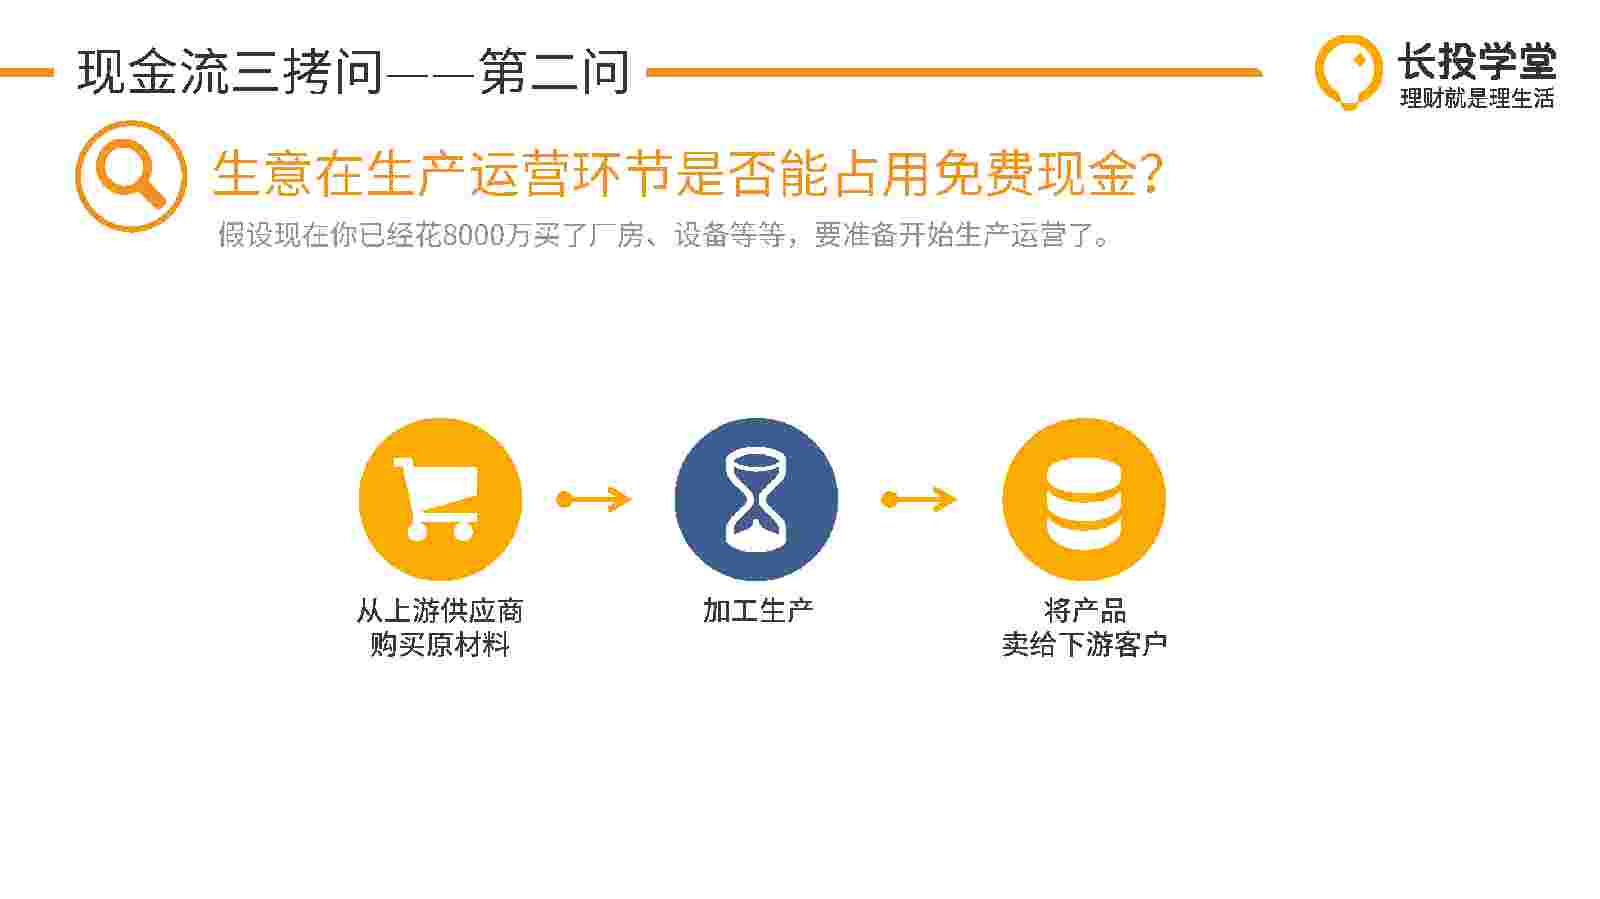 现金流三拷问——第二问
长投学堂
理财就是理生活
生意在生产运营环节是否能占用免费现金?
假设现在你已经花8000万买了厂房、设备等等，要准备开始生产运营了。
从上游供应商
购买原材料
加工生产
将产品
卖给下游客户